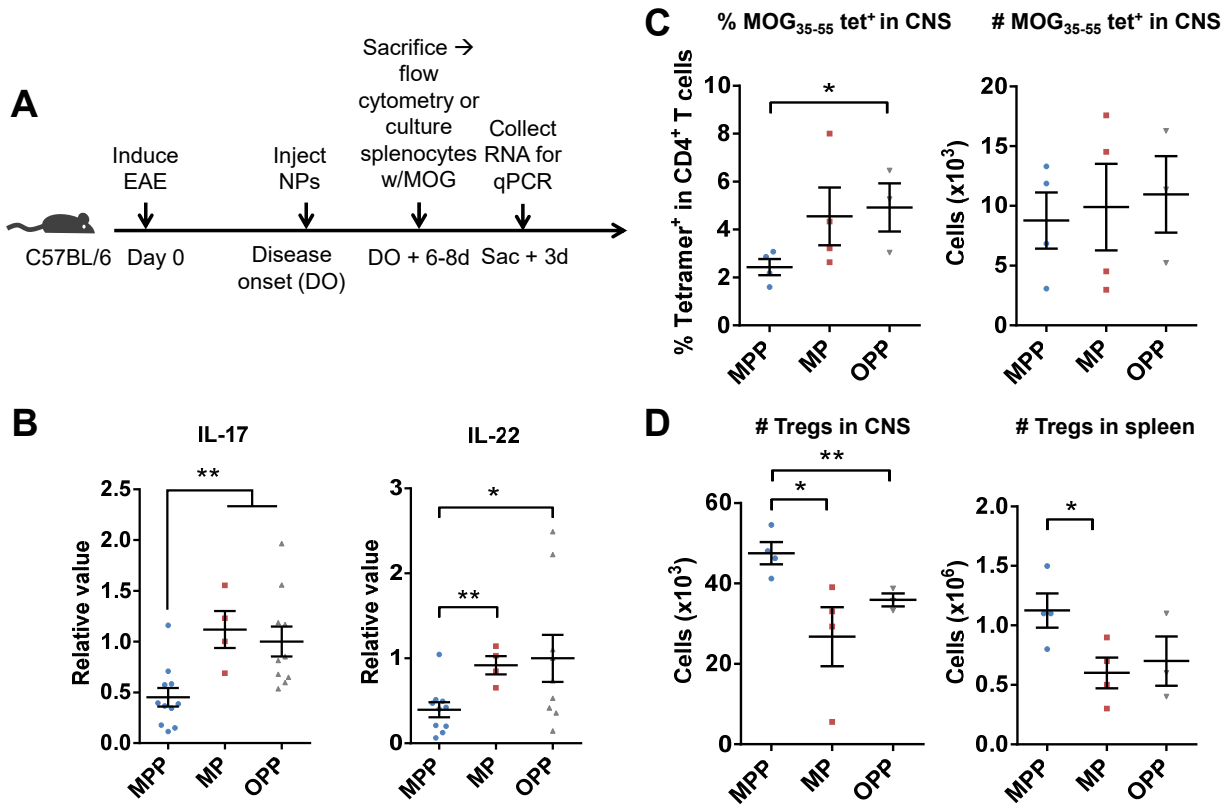 A
Sacrifice →
flow
cytometry or
culture
splenocytes
w/MOG
Induce
EAE
Inject
NPs
Collect
RNA for
qPCR
C57BL/6
Day 0
Disease
onset (DO)
DO + 6-8d
Sac + 3d
B
IL-17
**
Relative value
2.5
2.0
1.5
1.0
0.5
0.0
MPP
MP
OPP
IL-22
*
**
Relative value
3
2
1
0
MPP
MP
OPP
C
% MOG35-55 tet+ in CNS
*
% Tetramer+ in CD4+ T cells
10
8
6
4
2
0
MPP
MP
OPP
# MOG35-55 tet+ in CNS
Cells (x10³)
20
15
10
5
0
MPP
MP
OPP
D
# Tregs in CNS
**
*
Cells (x10³)
60
40
20
0
MPP
MP
OPP
# Tregs in spleen
*
Cells (x10⁶)
2.0
1.5
1.0
0.5
0.0
MPP
MP
OPP